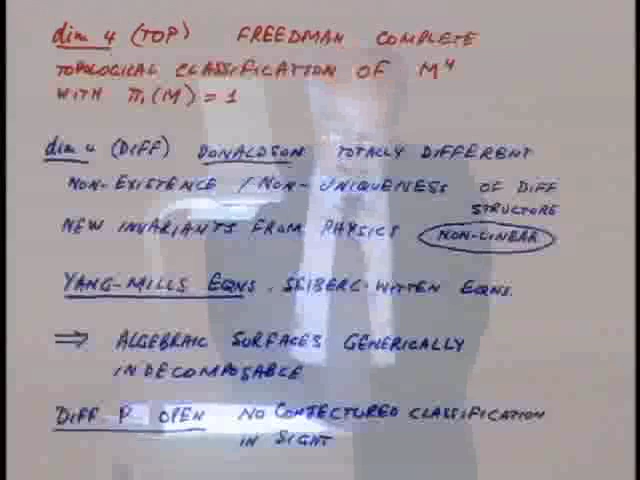 dim 4 (TOP) FREEDMAN COMPLETE
TOPOLOGICAL CLASSIFICATION OF M⁴
WITH π₁(M) = 1
dim 4 (DIFF) DONALDSON TOTALLY DIFFERENT
NON-EXISTENCE / NON-UNIQUENESS OF DIFF
STRUCTURE
NEW INVARIANTS FROM PHYSICS NON-LINEAR
YANG-MILLS EQNS. SEIBERG-WITTEN EQNS.
⇒ ALGEBRAIC SURFACES GENERICALLY
INDECOMPOSABLE
DIFF P. OPEN NO CONJECTURED CLASSIFICATION
IN SIGHT